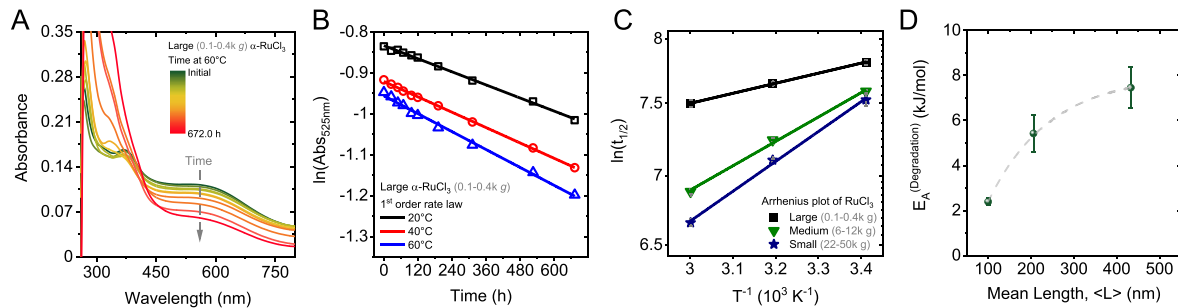 A
0.35
0.28
0.21
0.14
0.07
Absorbance
Large (0.1-0.4k g) α-RuCl₃
Time at 60°C
Initial
672.0 h
Time
300
450
600
750
Wavelength (nm)
B
-0.8
-0.9
-1.0
-1.1
-1.2
-1.3
ln(Abs₅₂₅ₙₘ)
Large α-RuCl₃ (0.1-0.4k g)
1ˢᵗ order rate law
20°C
40°C
60°C
0
120
240
360
480
600
Time (h)
C
8
7.5
7
6.5
ln(t₁/₂)
Arrhenius plot of RuCl₃
Large (0.1-0.4k g)
Medium (6-12k g)
Small (22-50k g)
3
3.1
3.2
3.3
3.4
T⁻¹ (10³ K⁻¹)
D
10
8
6
4
2
0
E_A^(Degradation) (kJ/mol)
100
200
300
400
500
Mean Length, <L> (nm)